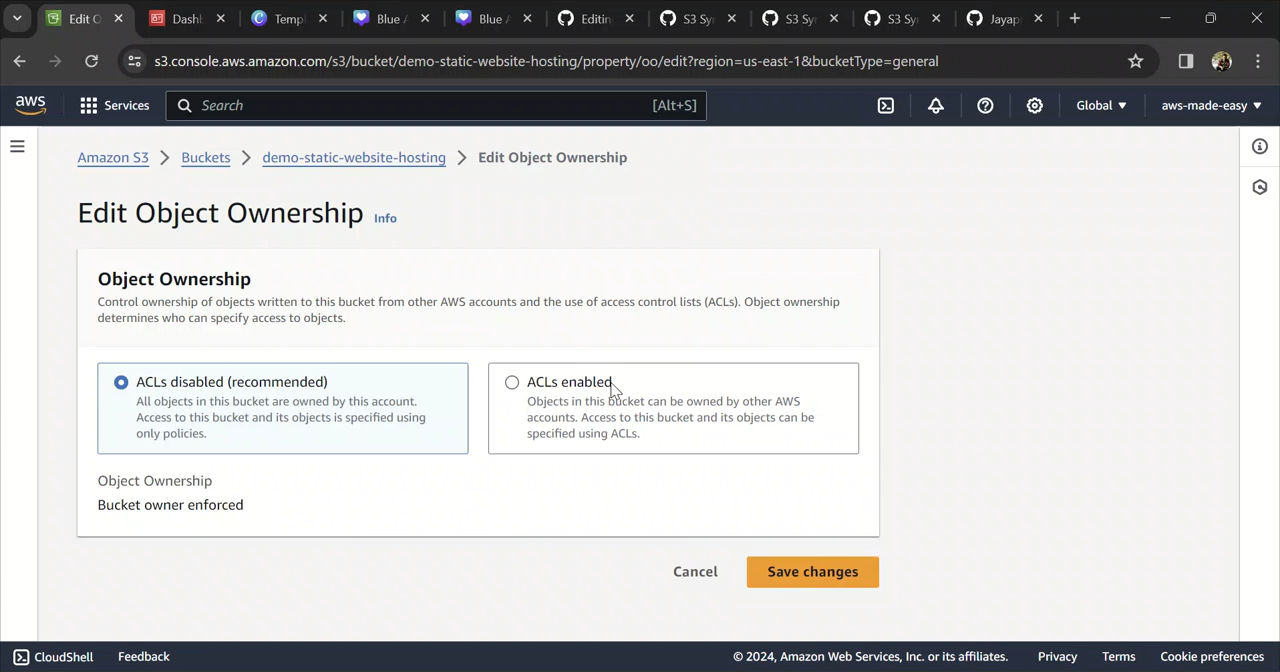 Edit O
Dashb
Templ
Blue A
Blue A
Editin
S3 Syn
S3 Syn
S3 Syn
Jayap
s3.console.aws.amazon.com/s3/bucket/demo-static-website-hosting/property/oo/edit?region=us-east-1&bucketType=general
aws
Services
Search
[Alt+S]
Global
aws-made-easy
Amazon S3
Buckets
demo-static-website-hosting
Edit Object Ownership
Edit Object Ownership Info
Object Ownership
Control ownership of objects written to this bucket from other AWS accounts and the use of access control lists (ACLs). Object ownership
determines who can specify access to objects.
ACLs disabled (recommended)
All objects in this bucket are owned by this account.
Access to this bucket and its objects is specified using
only policies.
ACLs enabled
Objects in this bucket can be owned by other AWS
accounts. Access to this bucket and its objects can be
specified using ACLs.
Object Ownership
Bucket owner enforced
Cancel
Save changes
CloudShell
Feedback
© 2024, Amazon Web Services, Inc. or its affiliates.
Privacy
Terms
Cookie preferences